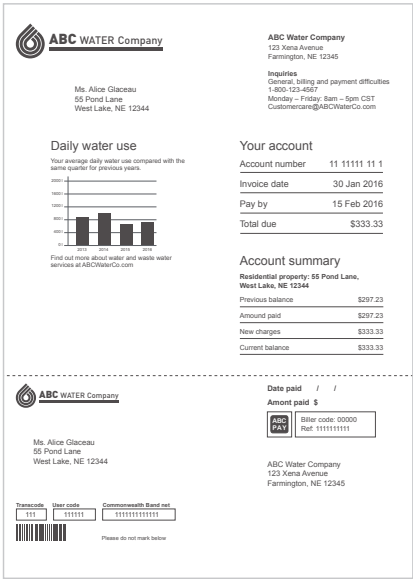 ABC WATER Company
ABC Water Company
123 Xena Avenue
Farmington, NE 12345
Inquiries
General, billing and payment difficulties
1-800-123-4567
Monday – Friday: 8am – 5pm CST
Customercare@ABCWaterCo.com
Ms. Alice Glaceau
55 Pond Lane
West Lake, NE 12344
Daily water use
Your average daily water use compared with the
same quarter for previous years.
Find out more about water and waste water
services at ABCWaterCo.com
Your account
Account number 11 11111 11 1
Invoice date 30 Jan 2016
Pay by 15 Feb 2016
Total due $333.33
Account summary
Residential property: 55 Pond Lane,
West Lake, NE 12344
Previous balance $297.23
Amound paid $297.23
New charges $333.33
Current balance $333.33
ABC WATER Company
Date paid / /
Amont paid $
ABC
PAY
Biller code: 00000
Ref: 1111111111
Ms. Alice Glaceau
55 Pond Lane
West Lake, NE 12344
ABC Water Company
123 Xena Avenue
Farmington, NE 12345
Transcode User code Commonwealth Band net
111 111111 1111111111111
Please do not mark below